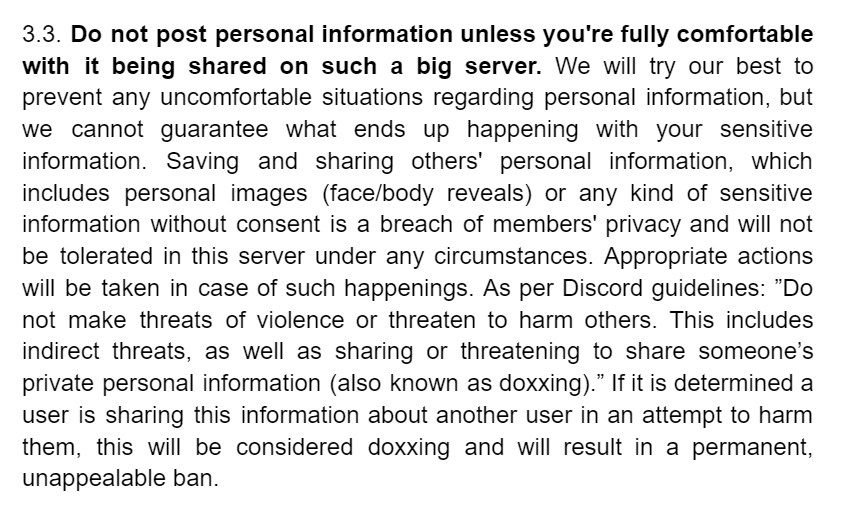 3.3. Do not post personal information unless you're fully comfortable
with it being shared on such a big server. We will try our best to
prevent any uncomfortable situations regarding personal information, but
we cannot guarantee what ends up happening with your sensitive
information. Saving and sharing others' personal information, which
includes personal images (face/body reveals) or any kind of sensitive
information without consent is a breach of members' privacy and will not
be tolerated in this server under any circumstances. Appropriate actions
will be taken in case of such happenings. As per Discord guidelines: ”Do
not make threats of violence or threaten to harm others. This includes
indirect threats, as well as sharing or threatening to share someone’s
private personal information (also known as doxxing).” If it is determined a
user is sharing this information about another user in an attempt to harm
them, this will be considered doxxing and will result in a permanent,
unappealable ban.